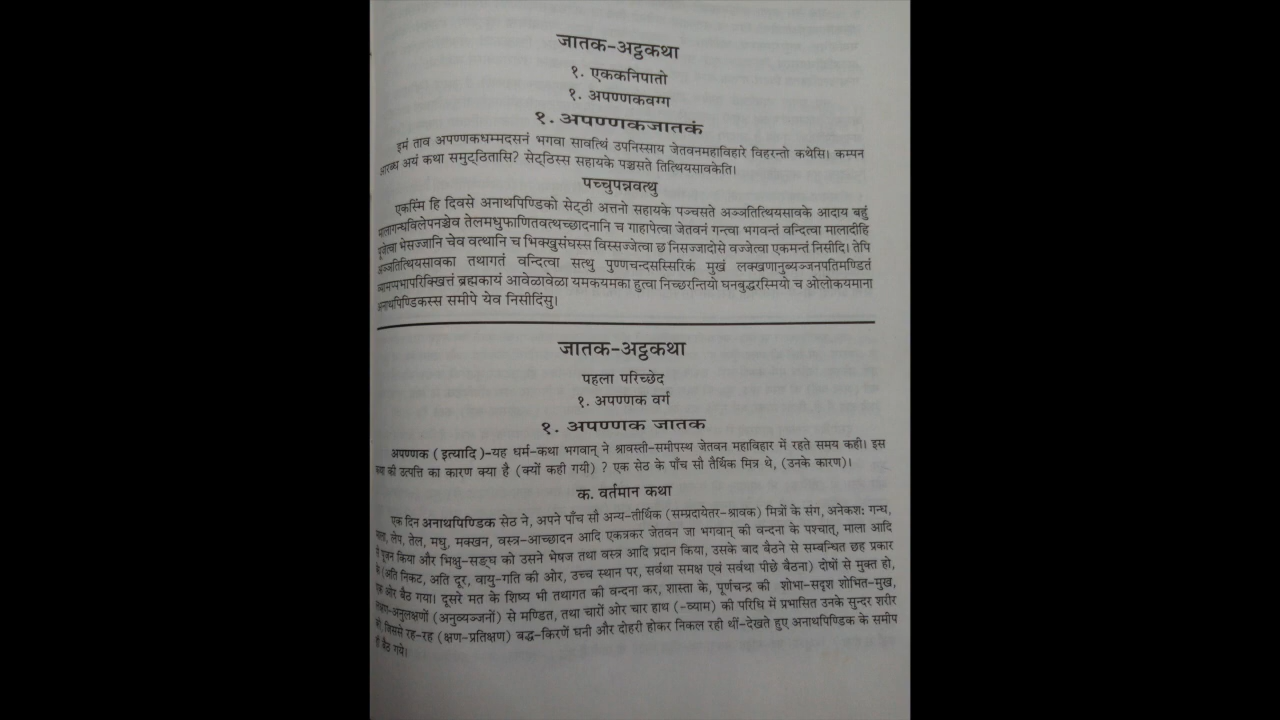 जातक-अट्ठकथा
१. एककनिपातो
१. अपण्णकवग्ग
१. अपण्णकजातकं
इमं ताव अपण्णकधम्मदसनं भगवा सावत्थिं उपनिस्साय जेतवनमहाविहारे विहरन्तो कथेसि। कम्पन
आरब्ध अयं कथा समुट्ठितासि? सेट्ठिस्स सहायके पञ्चसते तित्थियसावकेति।
पच्चुपन्नवत्थु
एकस्मिं हि दिवसे अनाथपिण्डिको सेट्ठी अत्तनो सहायके पञ्चसते अञ्ञतित्थियसावके आदाय बहुं
मालागन्धविलेपनञ्चेव तेलमधुफाणितवत्थच्छादनानि च गाहापेत्वा जेतवनं गन्त्वा भगवन्तं वन्दित्वा मालादीहि
पूजेत्वा भेसज्जानि चेव वत्थानि च भिक्खुसंघस्स विस्सज्जेत्वा छ निसज्जादोसे वज्जेत्वा एकमन्तं निसीदि। तेपि
अञ्ञतित्थियसावका तथागतं वन्दित्वा सत्थु पुण्णचन्दसस्सिरिकं मुखं लक्खणानुब्यञ्जनपतिमण्डितं
ब्यामप्पभापरिक्खित्तं ब्रह्मकायं आवेळावेळा यमकयमका हुत्वा निच्छरन्तियो घनबुद्धरस्मियो च ओलोकयमाना
अनाथपिण्डिकस्स समीपे येव निसीदिंसु।
जातक-अट्ठकथा
पहला परिच्छेद
१. अपण्णक वर्ग
१. अपण्णक जातक
अपण्णक (इत्यादि)-यह धर्म-कथा भगवान् ने श्रावस्ती-समीपस्थ जेतवन महाविहार में रहते समय कही। इस
की उत्पत्ति का कारण क्या है (क्यों कही गयी) ? एक सेठ के पाँच सौ तैर्थिक मित्र थे, (उनके कारण)।
क. वर्तमान कथा
एक दिन अनाथपिण्डिक सेठ ने, अपने पाँच सौ अन्य-तीर्थिक (सम्प्रदायेतर-श्रावक) मित्रों के संग, अनेकशः गन्ध,
माला, लेप, तेल, मधु, मक्खन, वस्त्र-आच्छादन आदि एकत्रकर जेतवन जा भगवान् की वन्दना के पश्चात्, माला आदि
से पूजन किया और भिक्षु-सङ्घ को उसने भेषज तथा वस्त्र आदि प्रदान किया, उसके बाद बैठने से सम्बन्धित छह प्रकार
के (अति निकट, अति दूर, वायु-गति की ओर, उच्च स्थान पर, सर्वथा समक्ष एवं सर्वथा पीछे बैठना) दोषों से मुक्त हो,
एक ओर बैठ गया। दूसरे मत के शिष्य भी तथागत की वन्दना कर, शास्ता के, पूर्णचन्द्र की शोभा-सदृश शोभित-मुख,
लक्षण-अनुलक्षणों (अनुव्यञ्जनों) से मण्डित, तथा चारों ओर चार हाथ (-व्याम) की परिधि में प्रभासित उनके सुन्दर शरीर
को, जिससे रह-रह (क्षण-प्रतिक्षण) बद्ध-किरणें घनी और दोहरी होकर निकल रही थीं-देखते हुए अनाथपिण्डिक के समीप
ही बैठ गये।